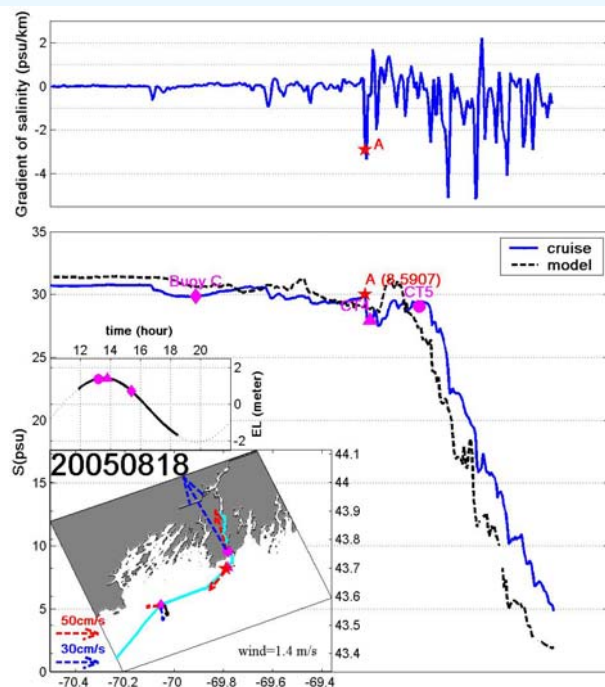 Gradient of salinity (psu/km)
2
0
-2
-4
A
35
30
25
20
15
10
5
0
S(psu)
cruise
model
Buoy C
A (8.5907)
CT5
time (hour)
12 14 16 18 20 22
2
0
-2
EL (meter)
20050818
44.1
44
43.9
43.8
43.7
43.6
43.5
43.4
50cm/s
30cm/s
wind=1.4 m/s
-70.4 -70.2 -70 -69.8 -69.6 -69.4